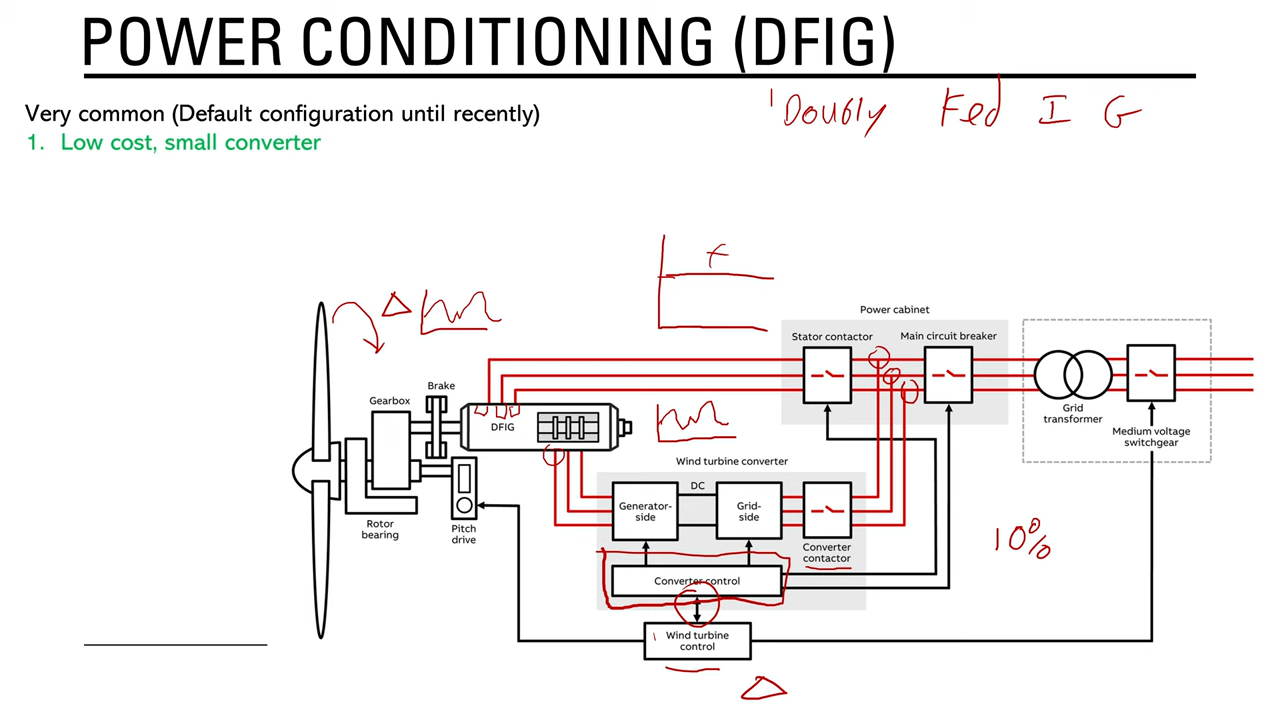 POWER CONDITIONING (DFIG)
Very common (Default configuration until recently)
Doubly Fed I G
1. Low cost, small converter
f
Power cabinet
Stator contactor
Main circuit breaker
Brake
Gearbox
DFIG
Grid
transformer
Medium voltage
switchgear
Wind turbine converter
DC
Generator-
side
Grid-
side
Rotor
bearing
Pitch
drive
Converter
contactor
10%
Converter control
Wind turbine
control